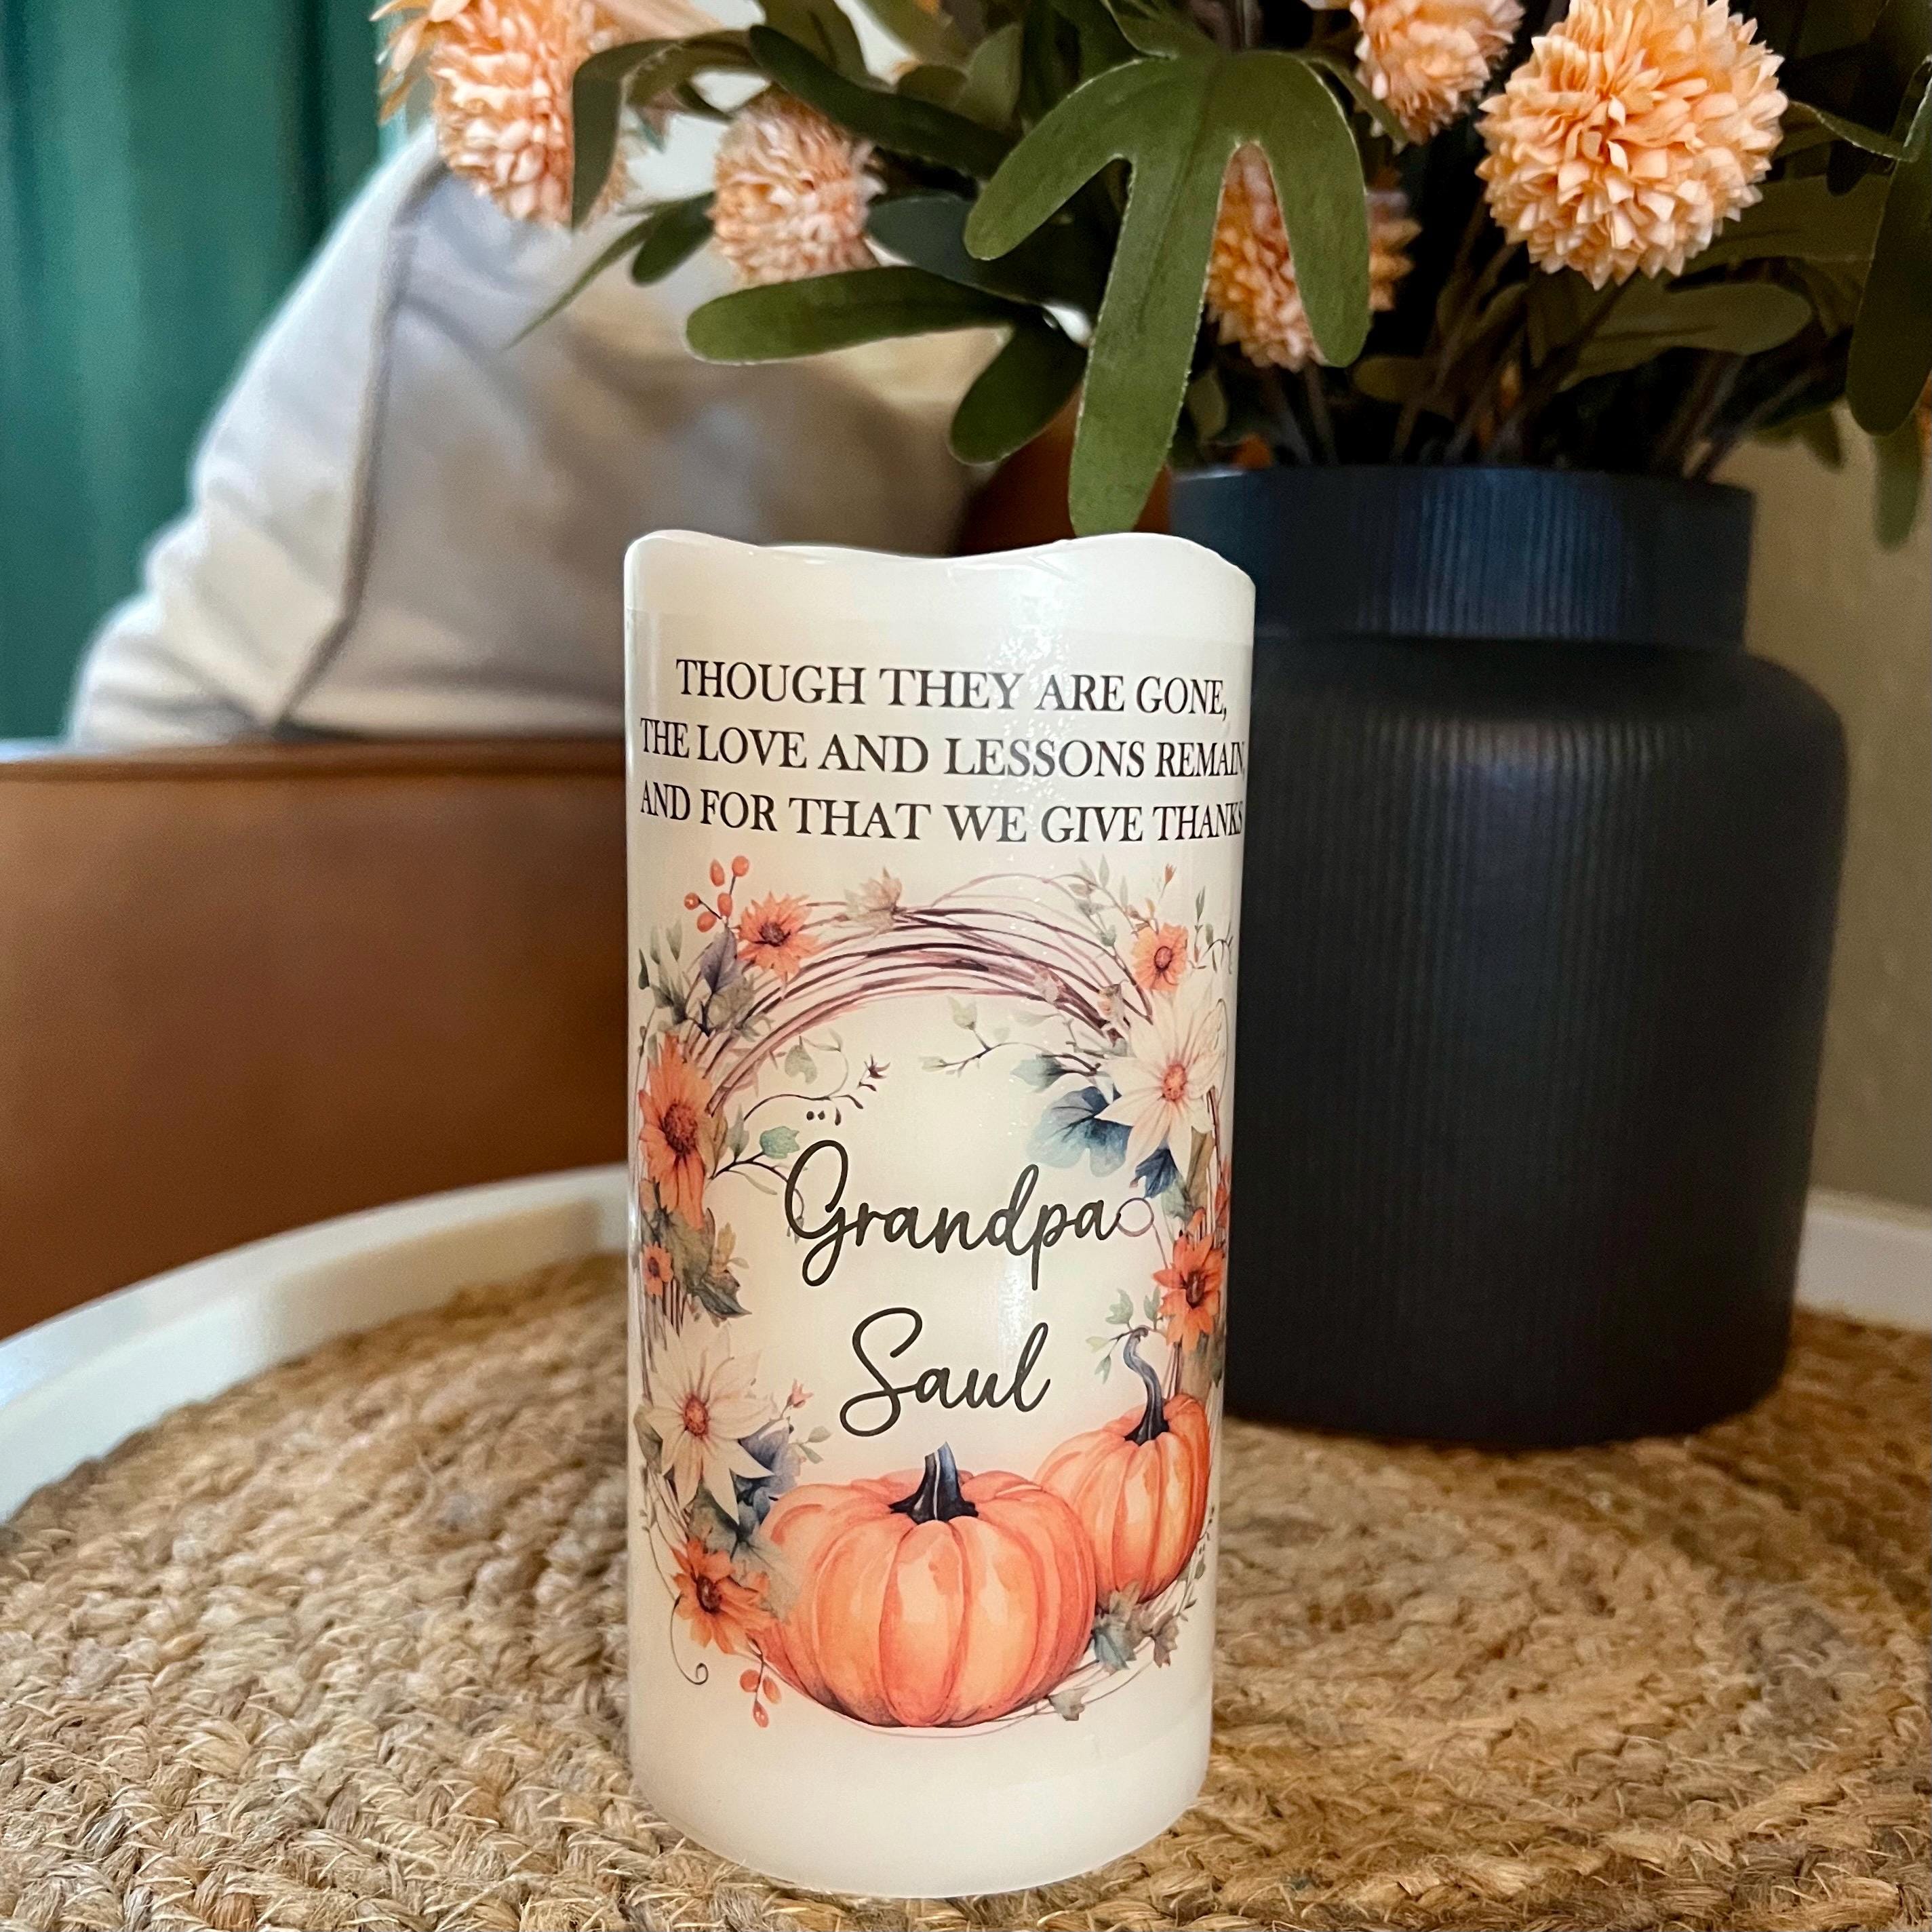 THOUGH THEY ARE GONE,
THE LOVE AND LESSONS REMAIN,
AND FOR THAT WE GIVE THANKS
Grandpa
Saul